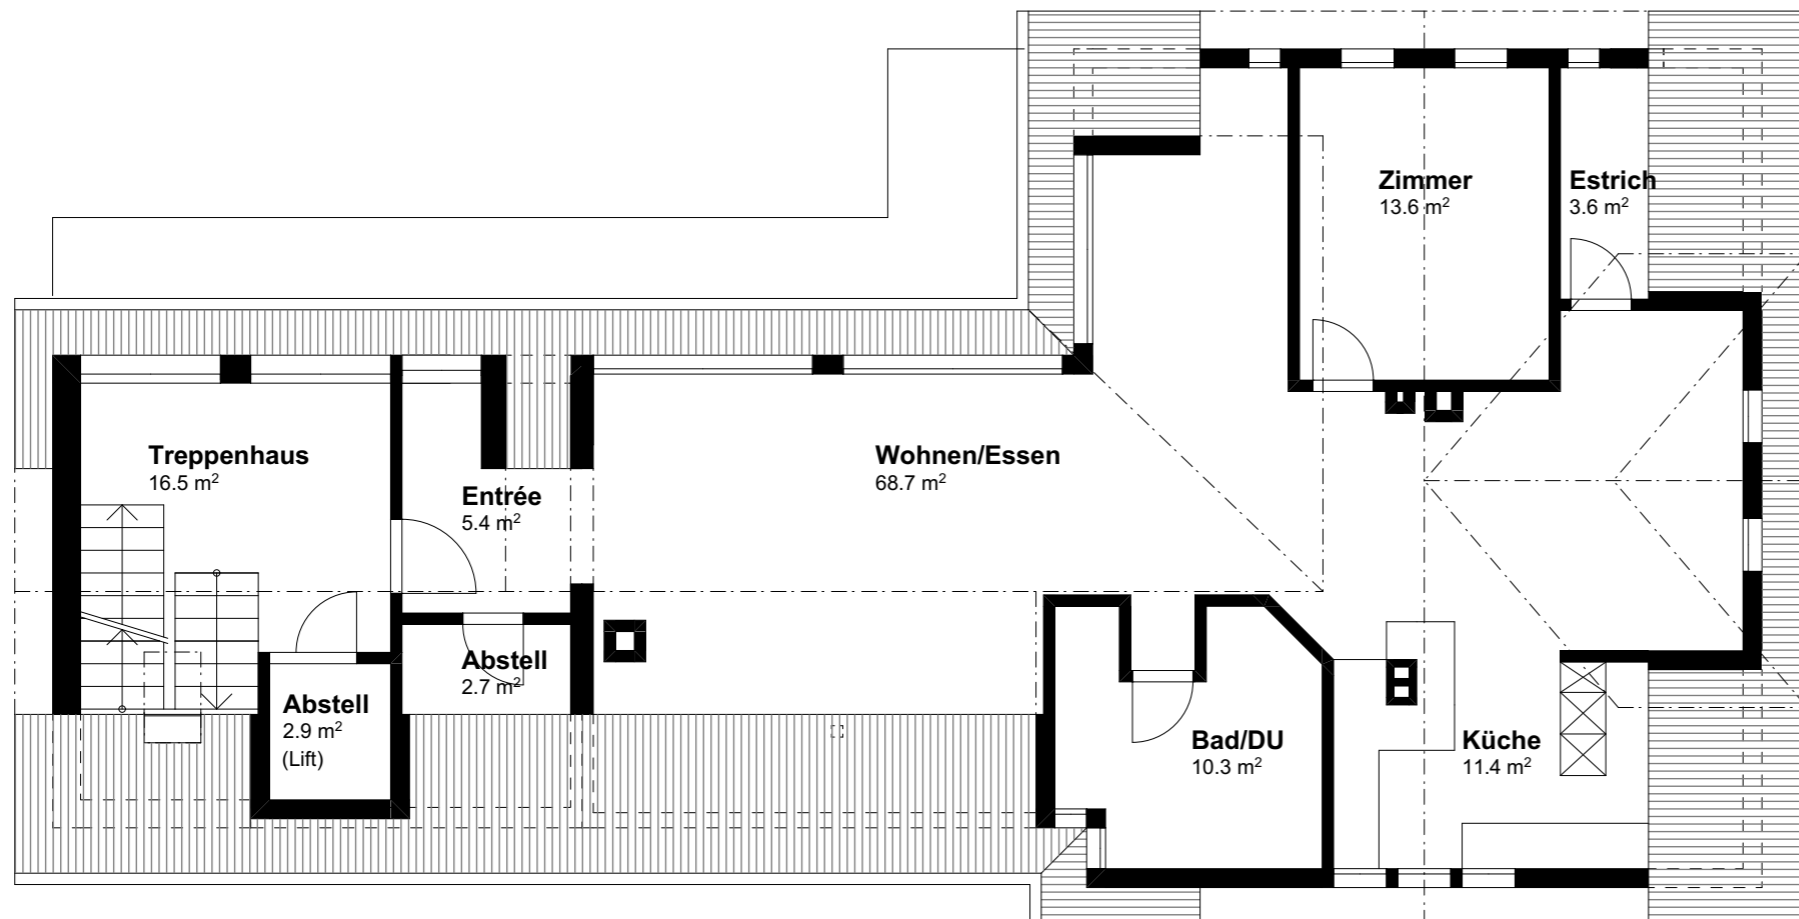 Zimmer
13.6 m²
Estrich
3.6 m²
Treppenhaus
16.5 m²
Entrée
5.4 m²
Wohnen/Essen
68.7 m²
Abstell
2.7 m²
Abstell
2.9 m²
(Lift)
Bad/DU
10.3 m²
Küche
11.4 m²